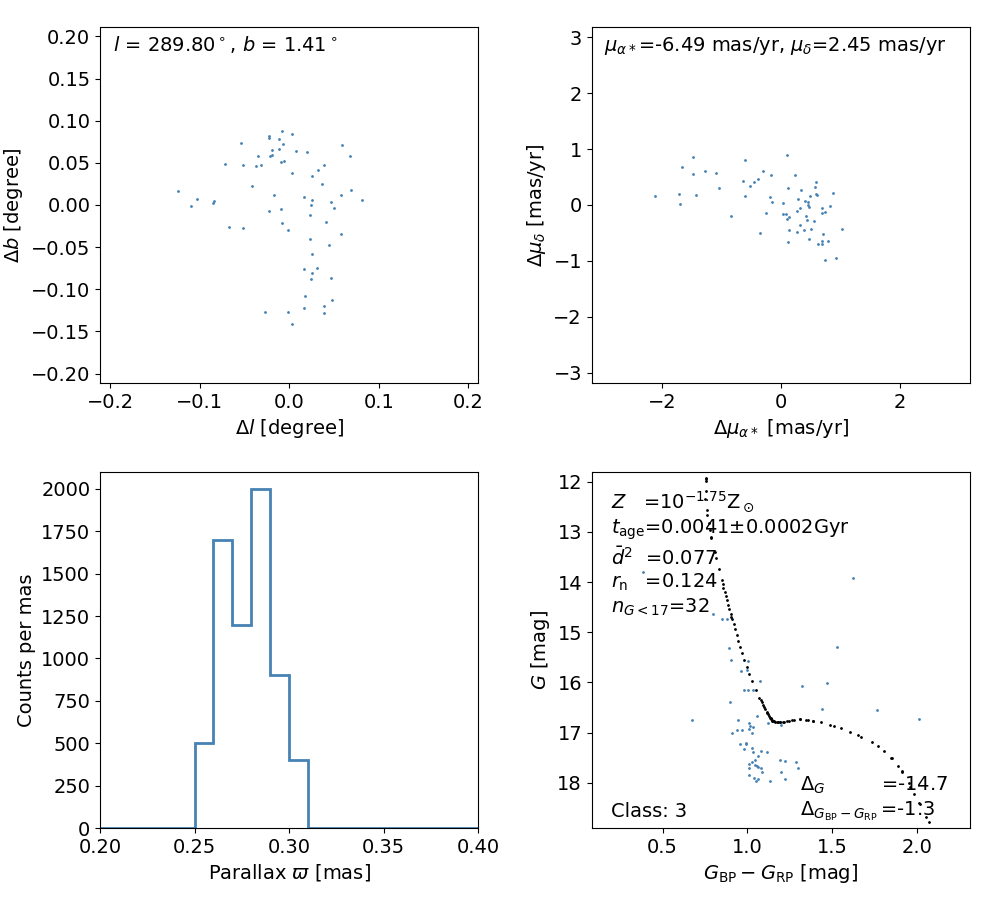 l = 289.80°, b = 1.41°
0.20
0.15
0.10
0.05
0.00
−0.05
−0.10
−0.15
−0.20
−0.2
−0.1
0.0
0.1
0.2
Δl [degree]
Δb [degree]
μα*=-6.49 mas/yr, μδ=2.45 mas/yr
3
2
1
0
−1
−2
−3
−2
0
2
Δμα* [mas/yr]
Δμδ [mas/yr]
2000
1750
1500
1250
1000
750
500
250
0
0.20
0.25
0.30
0.35
0.40
Parallax ϖ [mas]
Counts per mas
Z =10^−1.75 Z⊙
tage=0.0041±0.0002Gyr
d̄² =0.077
rn =0.124
nG<17=32
ΔG =-14.7
ΔGBP−GRP =-1.3
Class: 3
12
13
14
15
16
17
18
0.5
1.0
1.5
2.0
GBP − GRP [mag]
G [mag]